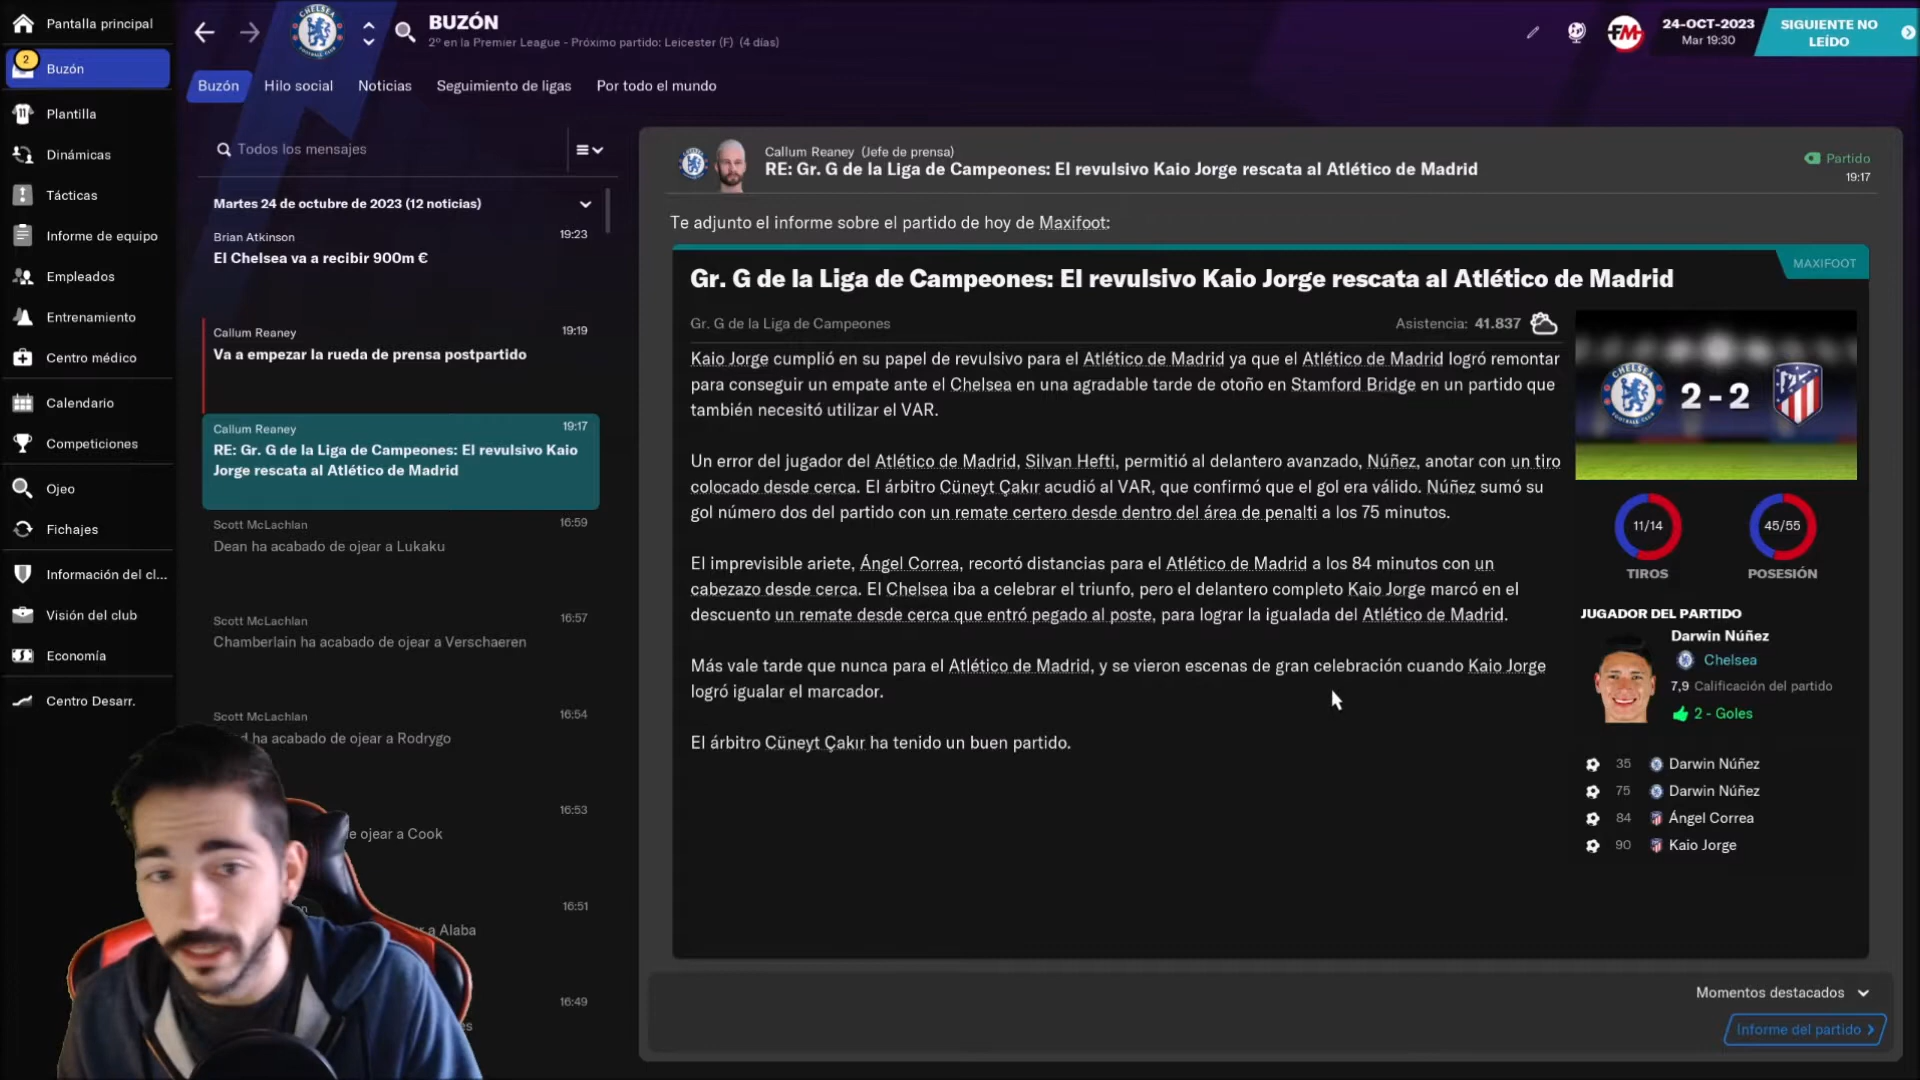 Pantalla principal
2
Buzón
Plantilla
Dinámicas
Tácticas
Informe de equipo
Empleados
Entrenamiento
Centro médico
Calendario
Competiciones
Ojeo
Fichajes
Información del cl...
Visión del club
Economía
Centro Desarr.
BUZÓN
2º en la Premier League - Próximo partido: Leicester (F) (4 días)
FM
24-OCT-2023
Mar 19:30
SIGUIENTE NO
LEÍDO
Buzón
Hilo social
Noticias
Seguimiento de ligas
Por todo el mundo
Todos los mensajes
Martes 24 de octubre de 2023 (12 noticias)
Brian Atkinson
19:23
El Chelsea va a recibir 900m €
Callum Reaney
19:19
Va a empezar la rueda de prensa postpartido
Callum Reaney
19:17
RE: Gr. G de la Liga de Campeones: El revulsivo Kaio
Jorge rescata al Atlético de Madrid
Scott McLachlan
16:59
Dean ha acabado de ojear a Lukaku
Scott McLachlan
16:57
Chamberlain ha acabado de ojear a Verschaeren
Scott McLachlan
16:54
ha acabado de ojear a Rodrygo
16:53
ojear a Cook
16:51
a Alaba
16:49
Callum Reaney (Jefe de prensa)
RE: Gr. G de la Liga de Campeones: El revulsivo Kaio Jorge rescata al Atlético de Madrid
Partido
19:17
Te adjunto el informe sobre el partido de hoy de Maxifoot:
MAXIFOOT
Gr. G de la Liga de Campeones: El revulsivo Kaio Jorge rescata al Atlético de Madrid
Gr. G de la Liga de Campeones
Asistencia: 41.837
Kaio Jorge cumplió en su papel de revulsivo para el Atlético de Madrid ya que el Atlético de Madrid logró remontar
para conseguir un empate ante el Chelsea en una agradable tarde de otoño en Stamford Bridge en un partido que
también necesitó utilizar el VAR.
Un error del jugador del Atlético de Madrid, Silvan Hefti, permitió al delantero avanzado, Núñez, anotar con un tiro
colocado desde cerca. El árbitro Cüneyt Çakır acudió al VAR, que confirmó que el gol era válido. Núñez sumó su
gol número dos del partido con un remate certero desde dentro del área de penalti a los 75 minutos.
El imprevisible ariete, Ángel Correa, recortó distancias para el Atlético de Madrid a los 84 minutos con un
cabezazo desde cerca. El Chelsea iba a celebrar el triunfo, pero el delantero completo Kaio Jorge marcó en el
descuento un remate desde cerca que entró pegado al poste, para lograr la igualada del Atlético de Madrid.
Más vale tarde que nunca para el Atlético de Madrid, y se vieron escenas de gran celebración cuando Kaio Jorge
logró igualar el marcador.
El árbitro Cüneyt Çakır ha tenido un buen partido.
2 - 2
11/14
TIROS
45/55
POSESIÓN
JUGADOR DEL PARTIDO
Darwin Núñez
Chelsea
7,9 Calificación del partido
2 - Goles
35 Darwin Núñez
75 Darwin Núñez
84 Ángel Correa
90 Kaio Jorge
Momentos destacados
Informe del partido